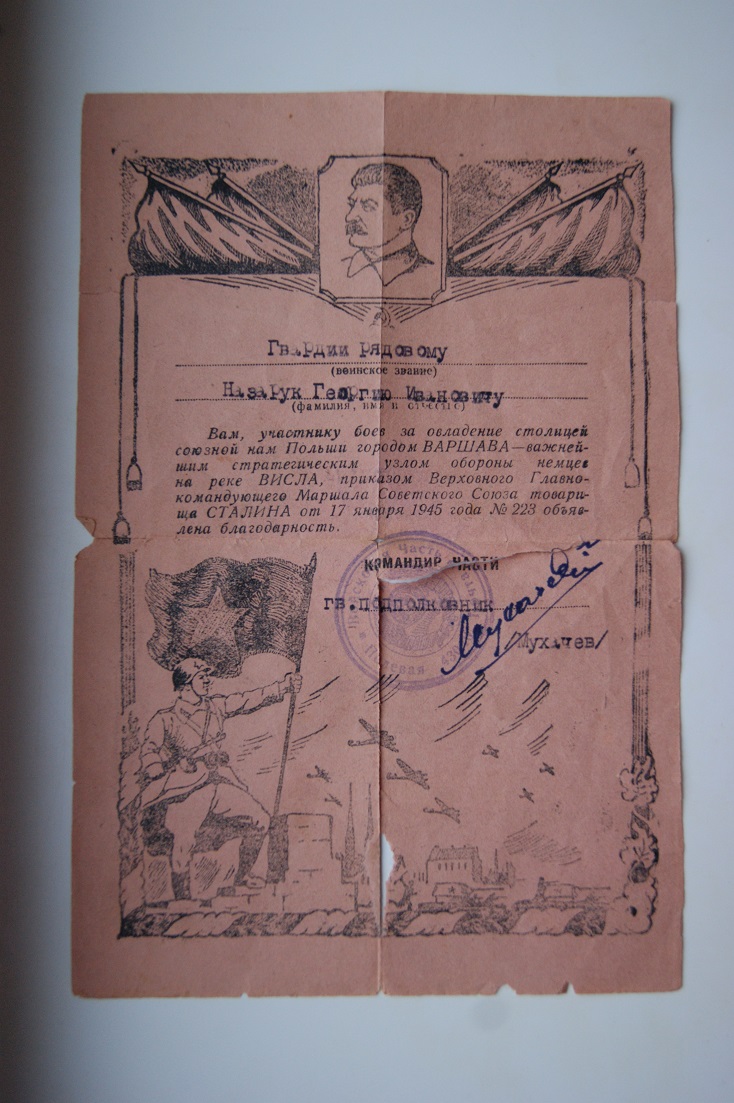 Гвардии рядовому
(воинское звание)
Назарук Георгию Ивановичу
(фамилия, имя и отчество)
Вам, участнику боев за овладение столицей
союзной нам Польши городом ВАРШАВА—важней-
шим стратегическим узлом обороны немцев
на реке ВИСЛА, приказом Верховного Главно-
командующего Маршала Советского Союза товари-
ща СТАЛИНА от 17 января 1945 года № 223 объяв-
лена благодарность.
КОМАНДИР ЧАСТИ
гв.подполковник
/Мухачев/